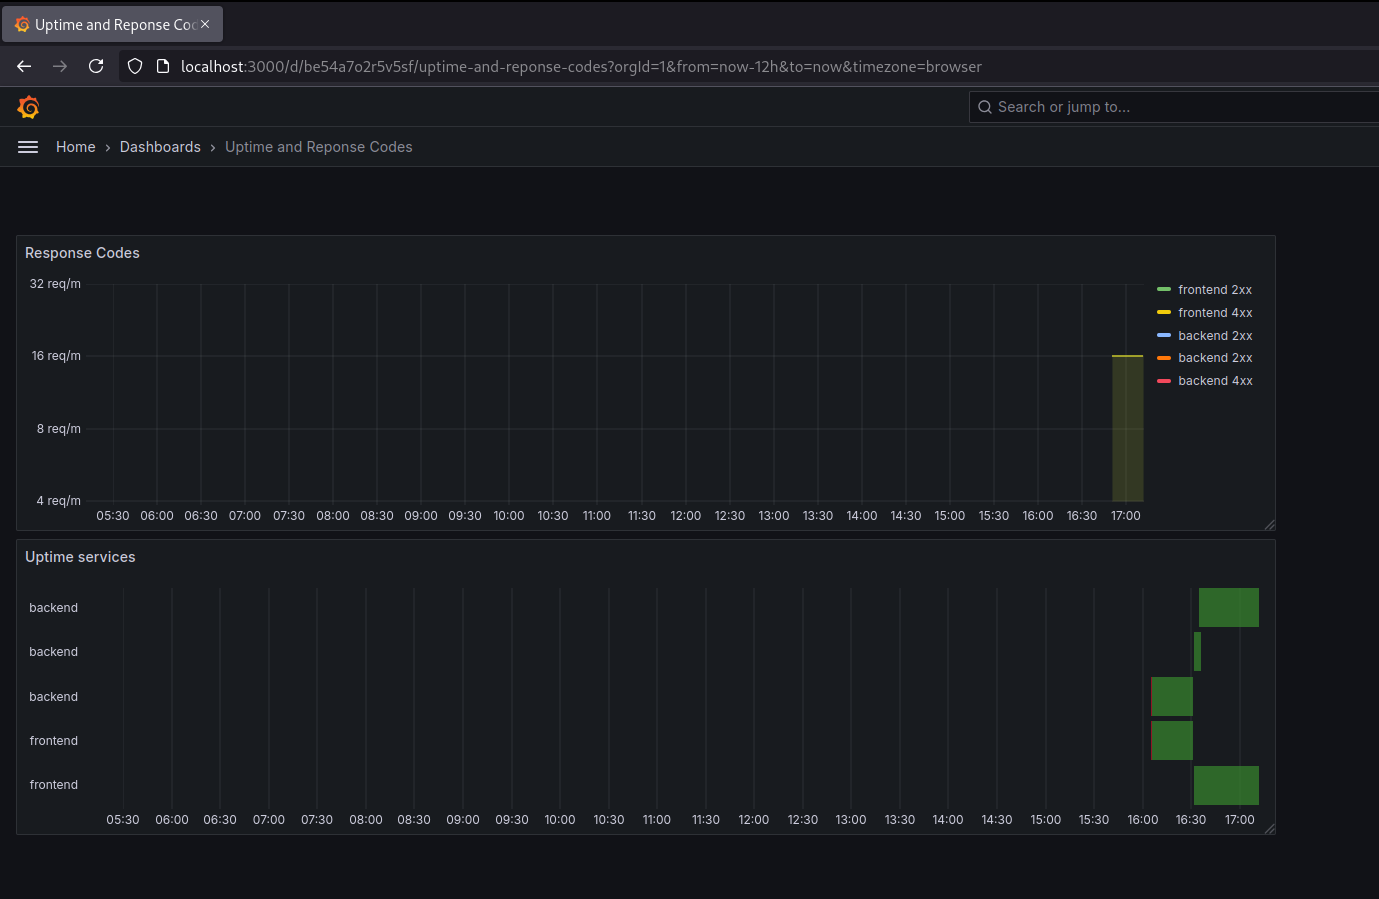 Uptime and Reponse Coc
localhost:3000/d/be54a7o2r5v5sf/uptime-and-reponse-codes?orgId=1&from=now-12h&to=now&timezone=browser
Search or jump to...
Home › Dashboards › Uptime and Reponse Codes
Response Codes
32 req/m
16 req/m
8 req/m
4 req/m
05:30 06:00 06:30 07:00 07:30 08:00 08:30 09:00 09:30 10:00 10:30 11:00 11:30 12:00 12:30 13:00 13:30 14:00 14:30 15:00 15:30 16:00 16:30 17:00
frontend 2xx
frontend 4xx
backend 2xx
backend 2xx
backend 4xx
Uptime services
backend
backend
backend
frontend
frontend
05:30 06:00 06:30 07:00 07:30 08:00 08:30 09:00 09:30 10:00 10:30 11:00 11:30 12:00 12:30 13:00 13:30 14:00 14:30 15:00 15:30 16:00 16:30 17:00